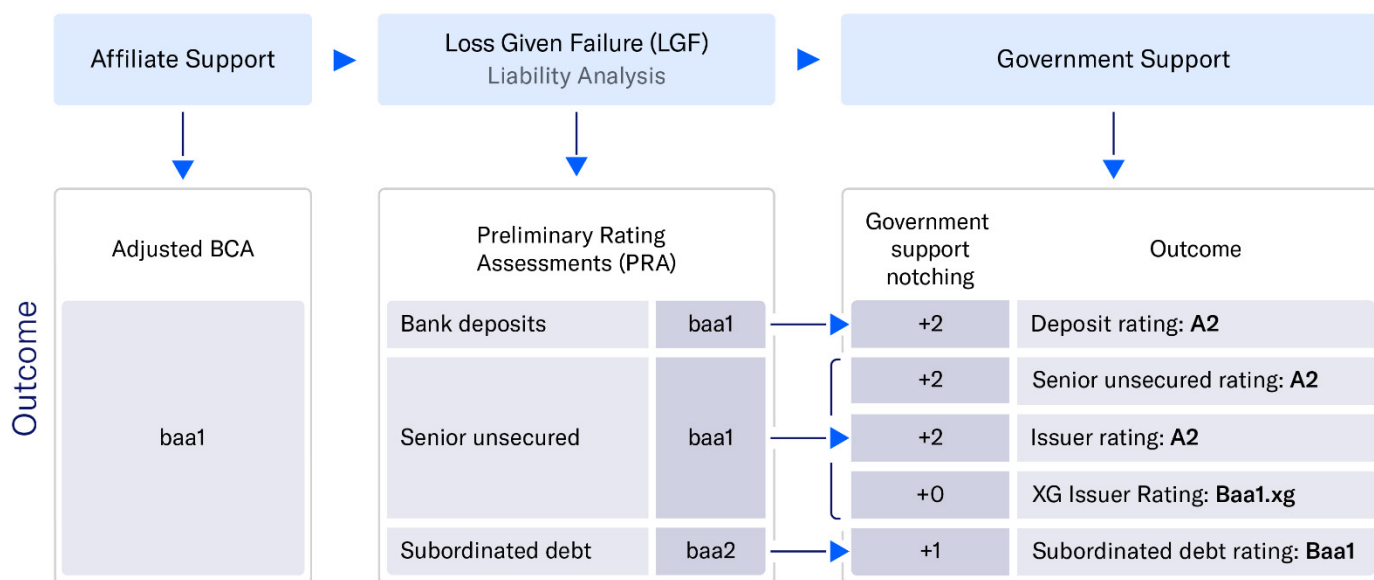 Affiliate Support
Loss Given Failure (LGF)
Liability Analysis
Government Support
Outcome
Adjusted BCA
baa1
Preliminary Rating
Assessments (PRA)
Bank deposits
baa1
Senior unsecured
baa1
Subordinated debt
baa2
Government
support
notching
Outcome
+2
Deposit rating: A2
+2
Senior unsecured rating: A2
+2
Issuer rating: A2
+0
XG Issuer Rating: Baa1.xg
+1
Subordinated debt rating: Baa1